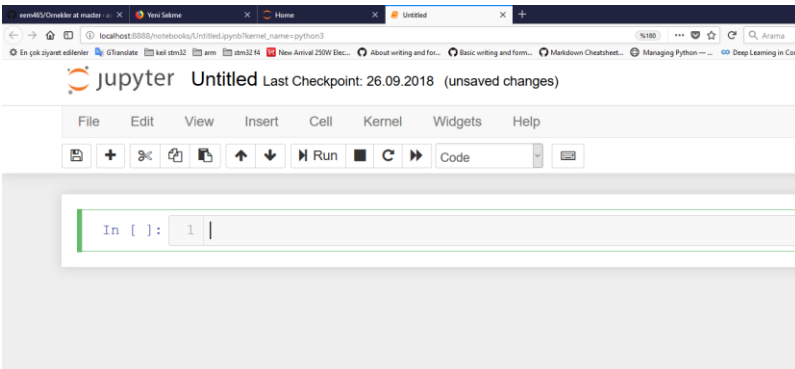 eem465/Ornekler at master · Yeni Sekme Home Untitled
localhost:8888/notebooks/Untitled.ipynb?kernel_name=python3 %180 Arama
En çok ziyaret edilenler GTranslate keil stm32 arm stm32 f4 New Arrival 250W Elec... About writing and for... Basic writing and form... Markdown Cheatsheet... Managing Python — ... Deep Learning in Co
jupyter Untitled Last Checkpoint: 26.09.2018 (unsaved changes)
File Edit View Insert Cell Kernel Widgets Help
Run Code
In [ ]: 1